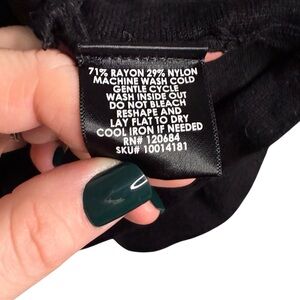 71% RAYON 29% NYLON
MACHINE WASH COLD
GENTLE CYCLE
WASH INSIDE OUT
DO NOT BLEACH
RESHAPE AND
LAY FLAT TO DRY
COOL IRON IF NEEDED
RN# 120684
SKU# 10014181